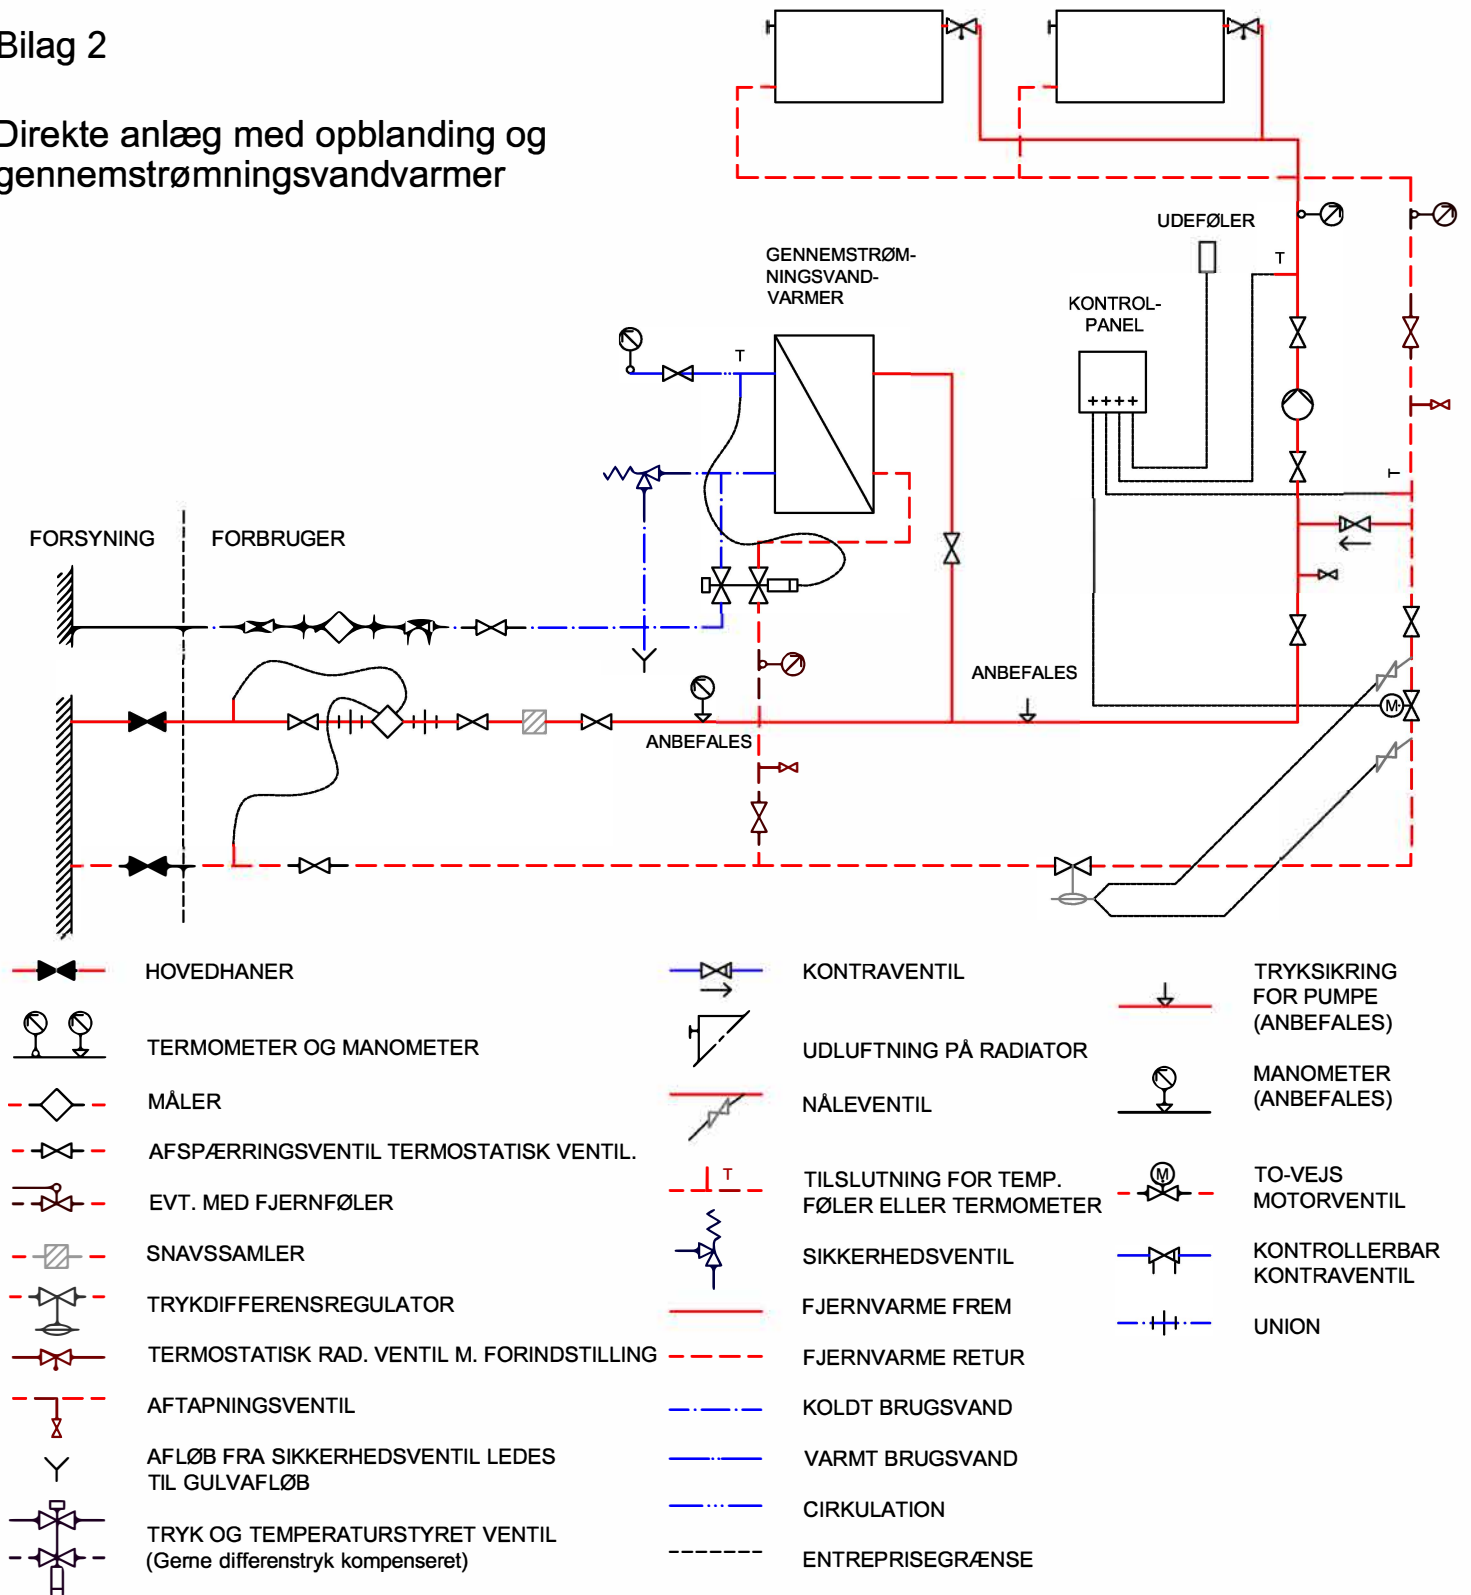 Bilag 2
Direkte anlæg med opblanding og
gennemstrømningsvandvarmer
UDEFØLER
T
GENNEMSTRØM-
NINGSVAND-
VARMER
KONTROL-
PANEL
T
++++
T
FORSYNING
FORBRUGER
ANBEFALES
M
ANBEFALES
HOVEDHANER
TERMOMETER OG MANOMETER
MÅLER
AFSPÆRRINGSVENTIL TERMOSTATISK VENTIL.
EVT. MED FJERNFØLER
SNAVSSAMLER
TRYKDIFFERENSREGULATOR
TERMOSTATISK RAD. VENTIL M. FORINDSTILLING
AFTAPNINGSVENTIL
AFLØB FRA SIKKERHEDSVENTIL LEDES
TIL GULVAFLØB
TRYK OG TEMPERATURSTYRET VENTIL
(Gerne differenstryk kompenseret)
KONTRAVENTIL
UDLUFTNING PÅ RADIATOR
NÅLEVENTIL
T
TILSLUTNING FOR TEMP.
FØLER ELLER TERMOMETER
SIKKERHEDSVENTIL
FJERNVARME FREM
FJERNVARME RETUR
KOLDT BRUGSVAND
VARMT BRUGSVAND
CIRKULATION
ENTREPRISEGRÆNSE
TRYKSIKRING
FOR PUMPE
(ANBEFALES)
MANOMETER
(ANBEFALES)
M
TO-VEJS
MOTORVENTIL
KONTROLLERBAR
KONTRAVENTIL
UNION